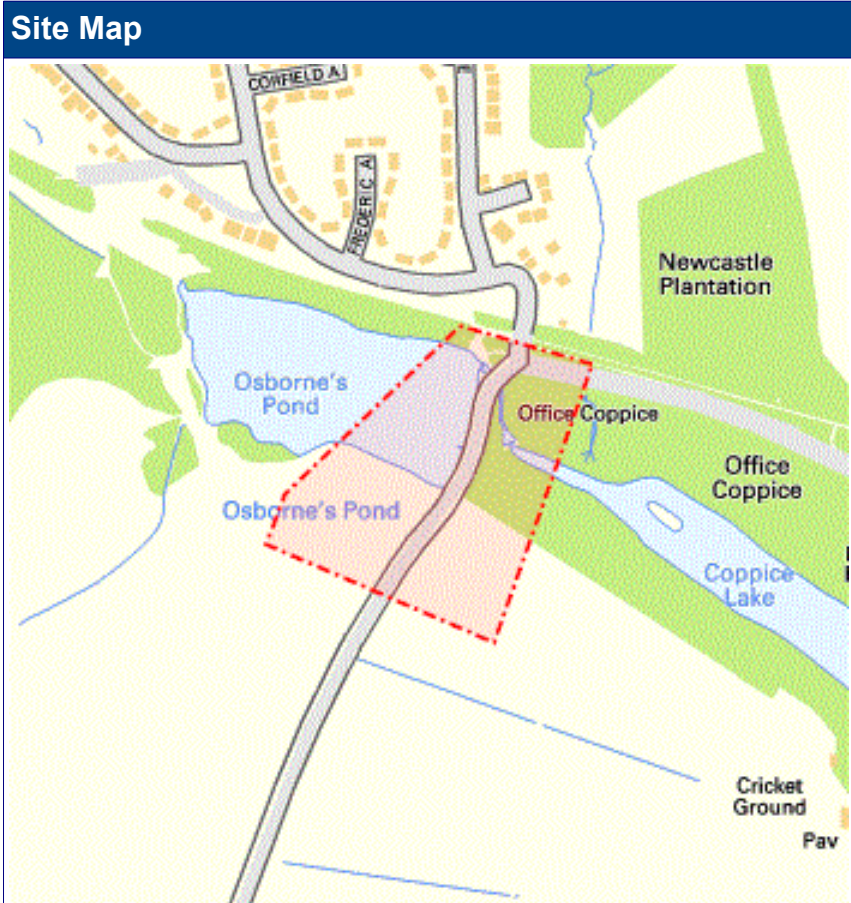 Site Map
CORFIELD A
FREDERIC A
Newcastle
Plantation
Osborne's
Pond
Office Coppice
Office
Coppice
Osborne's Pond
Coppice
Lake
Cricket
Ground
Pav